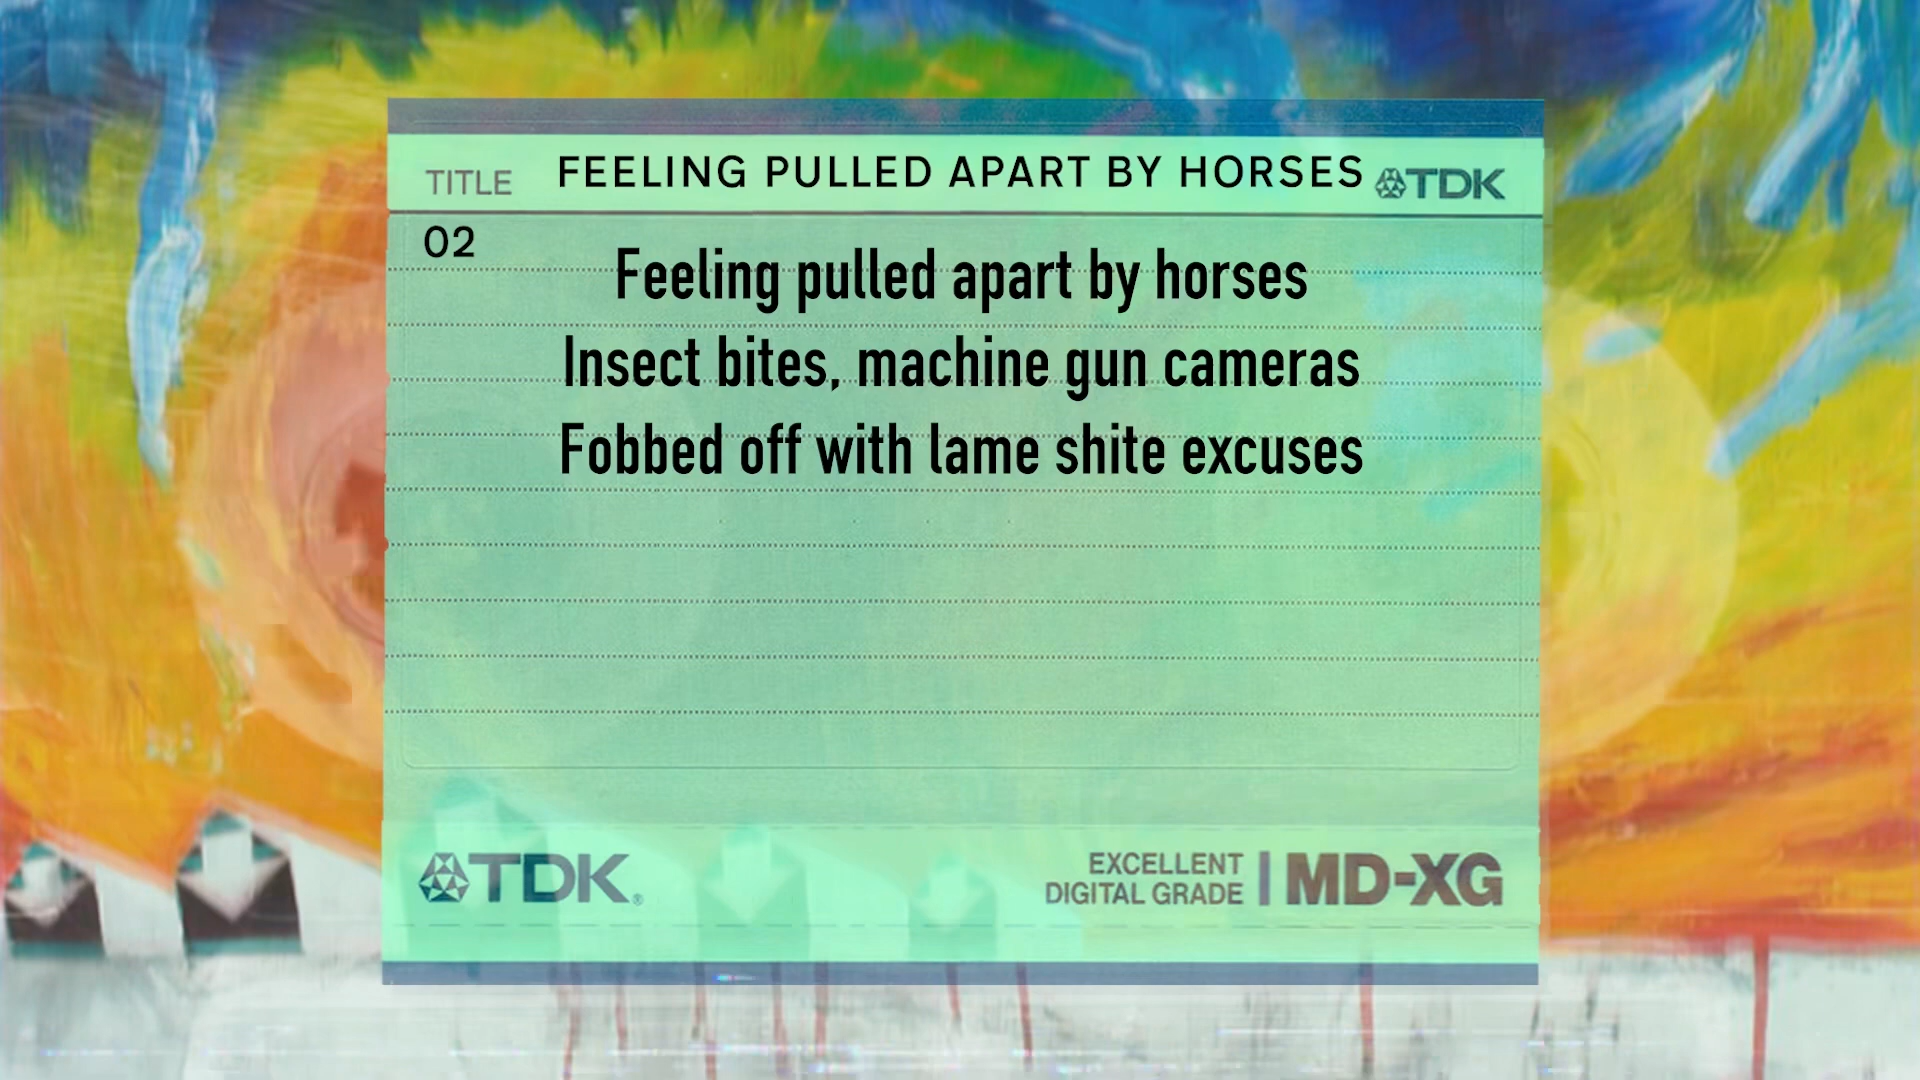 TITLE FEELING PULLED APART BY HORSES TDK
02
Feeling pulled apart by horses
Insect bites, machine gun cameras
Fobbed off with lame shite excuses
TDK®
EXCELLENT DIGITAL GRADE | MD-XG